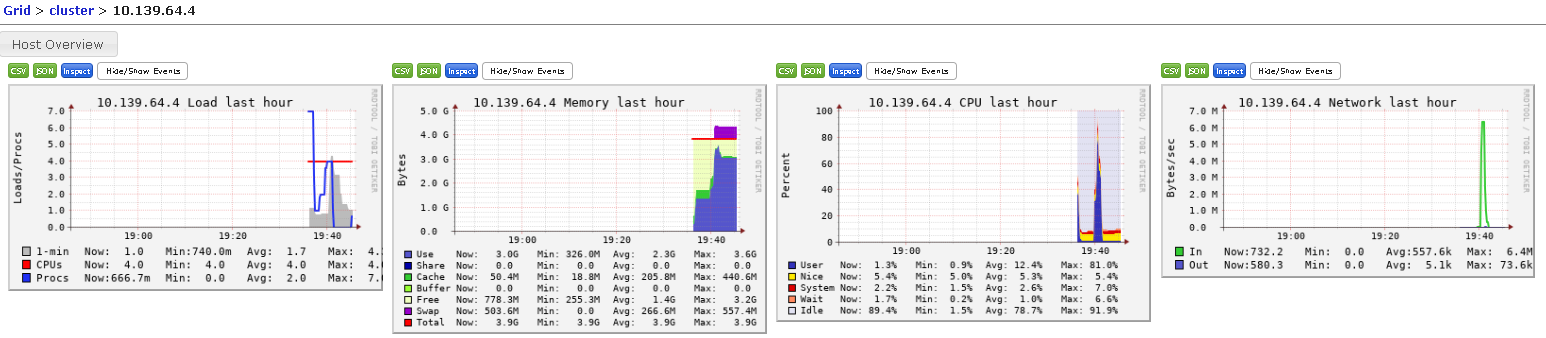 Grid > cluster > 10.139.64.4
Host Overview
CSV JSON Inspect Hide/Show Events
10.139.64.4 Load last hour
RRDTOOL / TOBI OETIKER
Loads/Procs
7.0
6.0
5.0
4.0
3.0
2.0
1.0
0.0
19:00 19:20 19:40
1-min Now: 1.0 Min:740.0m Avg: 1.7 Max: 4.
CPUs Now: 4.0 Min: 4.0 Avg: 4.0 Max: 4.
Procs Now:666.7m Min: 0.0 Avg: 2.0 Max: 7.
CSV JSON Inspect Hide/Show Events
10.139.64.4 Memory last hour
RRDTOOL / TOBI OETIKER
Bytes
5.0 G
4.0 G
3.0 G
2.0 G
1.0 G
0.0
19:00 19:20 19:40
Use Now: 3.0G Min: 326.0M Avg: 2.3G Max: 3.6G
Share Now: 0.0 Min: 0.0 Avg: 0.0 Max: 0.0
Cache Now: 50.4M Min: 18.8M Avg: 205.8M Max: 440.6M
Buffer Now: 0.0 Min: 0.0 Avg: 0.0 Max: 0.0
Free Now: 778.3M Min: 255.3M Avg: 1.4G Max: 3.2G
Swap Now: 503.6M Min: 0.0 Avg: 266.6M Max: 557.4M
Total Now: 3.9G Min: 3.9G Avg: 3.9G Max: 3.9G
CSV JSON Inspect Hide/Show Events
10.139.64.4 CPU last hour
RRDTOOL / TOBI OETIKER
Percent
100
80
60
40
20
0
19:00 19:20 19:40
User Now: 1.3% Min: 0.9% Avg: 12.4% Max: 81.0%
Nice Now: 5.4% Min: 5.0% Avg: 5.3% Max: 5.4%
System Now: 2.2% Min: 1.5% Avg: 2.6% Max: 7.0%
Wait Now: 1.7% Min: 0.2% Avg: 1.0% Max: 6.6%
Idle Now: 89.4% Min: 1.5% Avg: 78.7% Max: 91.9%
CSV JSON Inspect Hide/Show Events
10.139.64.4 Network last hour
RRDTOOL / TOBI OETIKER
Bytes/sec
7.0 M
6.0 M
5.0 M
4.0 M
3.0 M
2.0 M
1.0 M
0.0
19:00 19:20 19:40
In Now:732.2 Min: 0.0 Avg:557.6k Max: 6.4M
Out Now:580.3 Min: 0.0 Avg: 5.1k Max: 73.6k